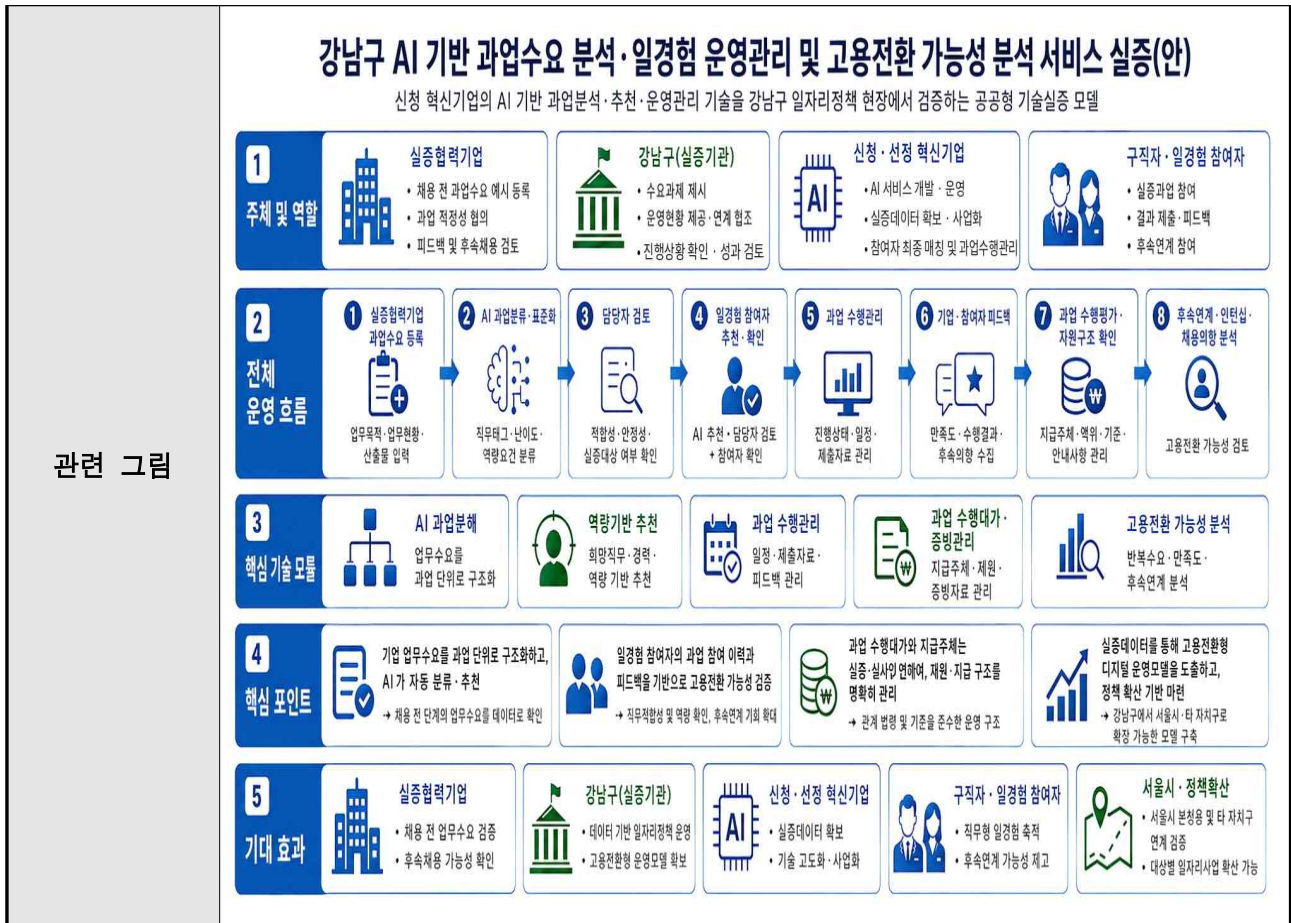 관련 그림
강남구 AI 기반 과업수요 분석·일경험 운영관리 및 고용전환 가능성 분석 서비스 실증(안)
신청 혁신기업의 AI 기반 과업분석·추천·운영관리 기술을 강남구 일자리정책 현장에서 검증하는 공공형 기술실증 모델
1
주체 및 역할
실증협력기업
• 채용 전 과업수요 예시 등록
• 과업 적정성 협의
• 피드백 및 후속채용 검토
강남구(실증기관)
• 수요과제 제시
• 운영현황 제공·연계 협조
• 진행상황 확인 · 성과 검토
AI
신청·선정 혁신기업
• AI 서비스 개발 · 운영
• 실증데이터 확보 · 사업화
• 참여자 최종 매칭 및 과업수행관리
구직자·일경험 참여자
• 실증과업 참여
• 결과 제출·피드백
• 후속연계 참여
2
전체
운영 흐름
1 실증협력기업
과업수요 등록
업무목적·업무현황·
산출물 입력
2 AI 과업분류·표준화
직무태그·난이도·
역량요건 분류
3 담당자 검토
적합성·안정성·
실증대상 여부 확인
4 일경험 참여자
추천·확인
AI 추천·담당자 검토
+ 참여자 확인
5 과업 수행관리
진행상태·일정·
제출자료 관리
6 기업·참여자 피드백
만족도·수행결과·
후속의향 수집
7 과업 수행평가·
자원구조 확인
₩
지급주체·액위·기준·
안내사항 관리
8 후속연계·인턴십·
채용의향 분석
고용전환 가능성 검토
3
핵심 기술 모듈
AI 과업분해
업무수요를
과업 단위로 구조화
역량기반 추천
희망직무·경력·
역량 기반 추천
과업 수행관리
일정·제출자료·
피드백 관리
₩
과업 수행대가·
증빙관리
지급주체·재원·
증빙자료 관리
고용전환 가능성 분석
반복수요·만족도·
후속연계 분석
4
핵심 포인트
기업 업무수요를 과업 단위로 구조화하고,
AI가 자동 분류·추천
→ 채용 전 단계의 업무수요를 데이터로 확인
일경험 참여자의 과업 참여 이력과
피드백을 기반으로 고용전환 가능성 검증
→ 직무적합성 및 역량 확인, 후속연계 기회 확대
₩
과업 수행대가와 지급주체는
실증·실사인 연하여, 재원·지급 구조를
명확히 관리
→ 관계 법령 및 기준을 준수한 운영 구조
실증데이터를 통해 고용전환형
디지털 운영모델을 도출하고,
정책 확산 기반 마련
→ 강남구에서 서울시·타 자치구로
확장 가능한 모델 구축
5
기대 효과
실증협력기업
• 채용 전 업무수요 검증
• 후속채용 가능성 확인
강남구(실증기관)
• 데이터 기반 일자리정책 운영
• 고용전환형 운영모델 확보
AI
신청·선정 혁신기업
• 실증데이터 확보
• 기술 고도화·사업화
구직자·일경험 참여자
• 직무형 일경험 축적
• 후속연계 가능성 제고
서울시·정책확산
• 서울시 본청용 및 타 자치구
연계 검증
• 대상별 일자리사업 확산 가능